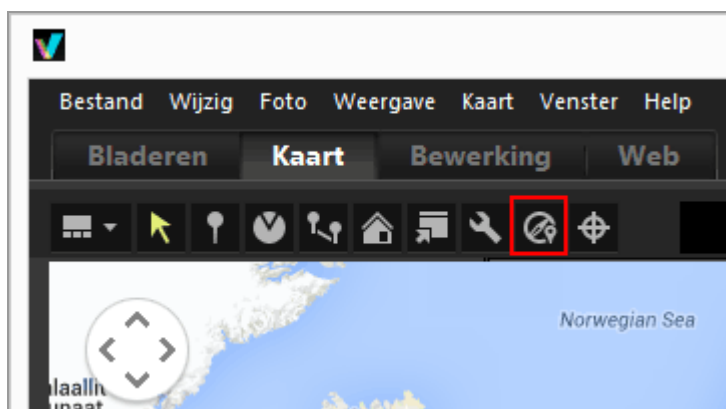 Bestand Wijzig Foto Weergave Kaart Venster Help
Bladeren Kaart Bewerking Web
Norwegian Sea